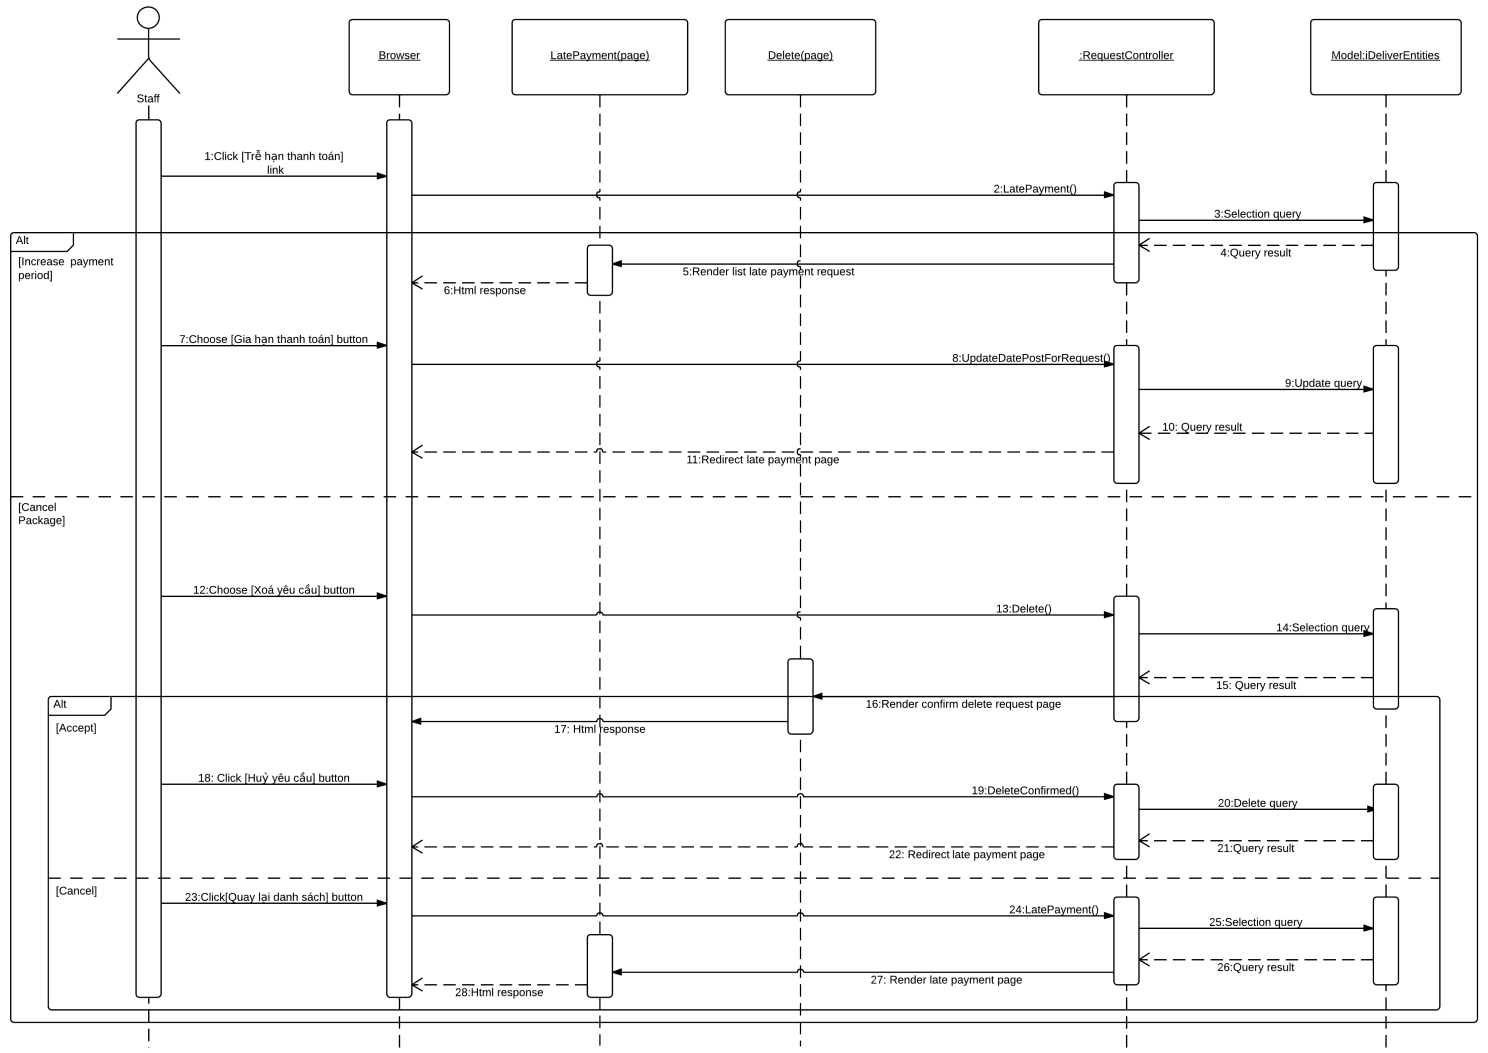 Staff
Browser
LatePayment(page)
Delete(page)
:RequestController
Model:iDeliverEntities
1:Click [Trễ hạn thanh toán]
link
2:LatePayment()
3:Selection query
Alt
4:Query result
[Increase payment
period]
5:Render list late payment request
6:Html response
7:Choose [Gia hạn thanh toán] button
8:UpdateDatePostForRequest()
9:Update query
10: Query result
11:Redirect late payment page
[Cancel
Package]
12:Choose [Xoá yêu cầu] button
13:Delete()
14:Selection query
15: Query result
Alt
16:Render confirm delete request page
[Accept]
17: Html response
18: Click [Huỷ yêu cầu] button
19:DeleteConfirmed()
20:Delete query
21:Query result
22: Redirect late payment page
[Cancel]
23:Click[Quay lại danh sách] button
24:LatePayment()
25:Selection query
26:Query result
27: Render late payment page
28:Html response